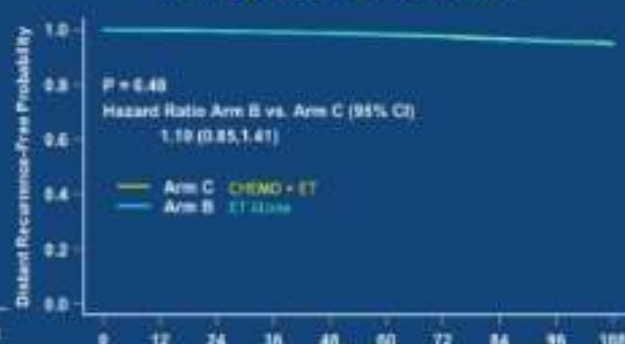 Distant Recurrence-Free Probability
1.0
0.8
P = 0.48
Hazard Ratio Arm B vs. Arm C (95% CI)
0.6
1.10 (0.85,1.41)
0.4
Arm C CHEMO + ET
Arm B ET Alone
0.2
0.0
0 12 24 36 48 60 72 84 96 108